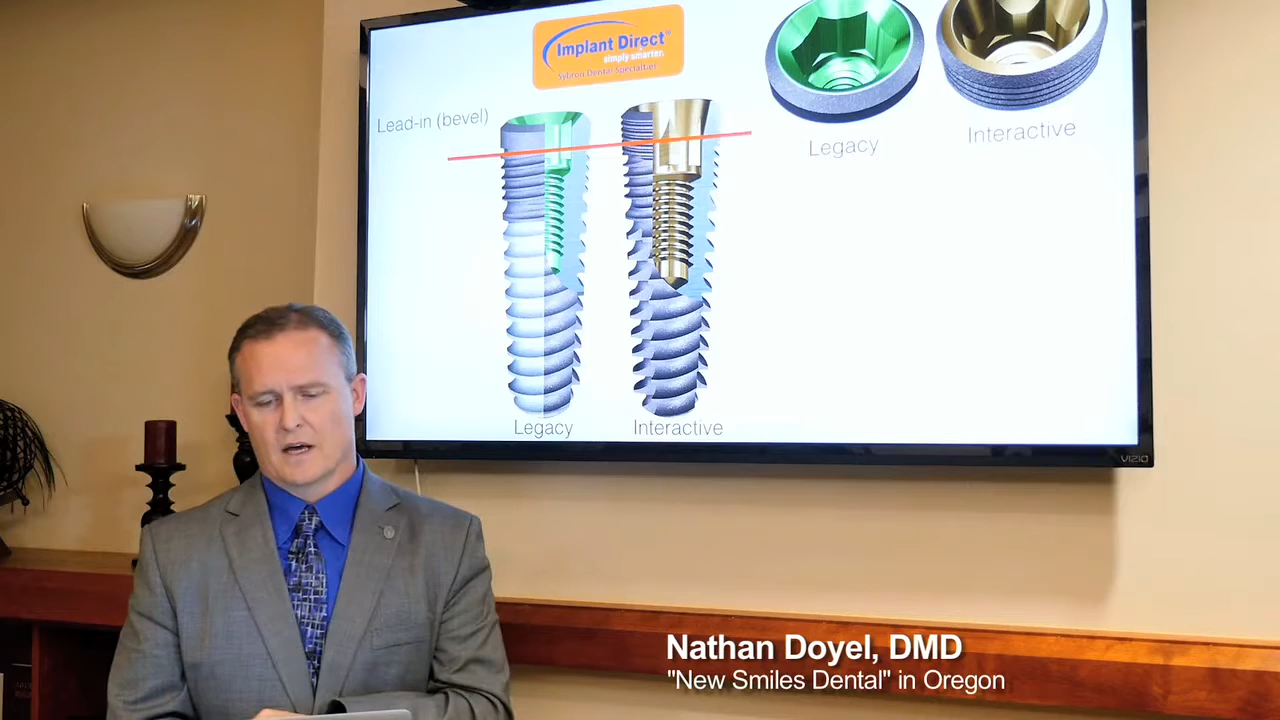 Implant Direct
simply smarter.
Sybron Dental Specialties
Lead-in (bevel)
Legacy
Interactive
Legacy
Interactive
VIZIO
Nathan Doyel, DMD
"New Smiles Dental" in Oregon